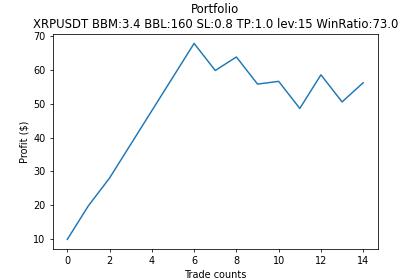 Portfolio
XRPUSDT BBM:3.4 BBL:160 SL:0.8 TP:1.0 lev:15 WinRatio:73.0
70
60
50
40
30
20
10
Profit ($)
0 2 4 6 8 10 12 14
Trade counts